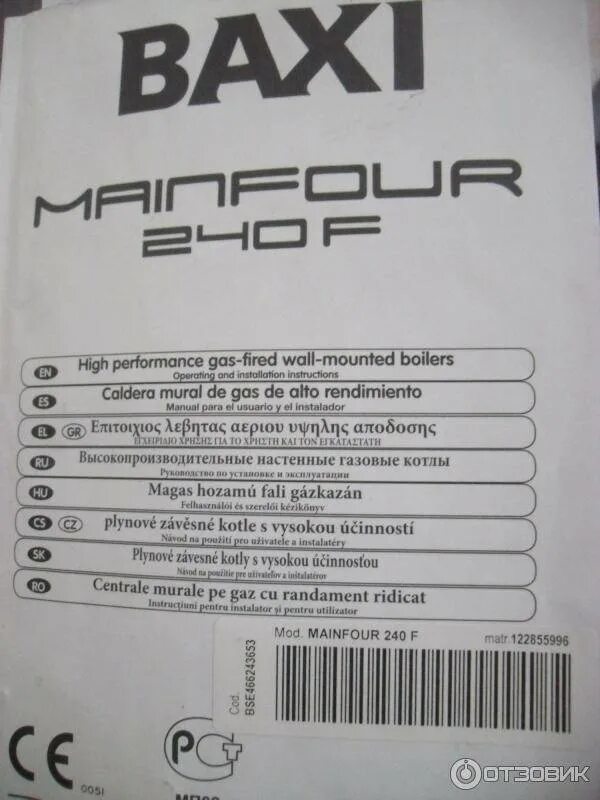 BAXI
MAINFOUR
240 F
EN High performance gas-fired wall-mounted boilers
Operating and installation instructions
ES Caldera mural de gas de alto rendimiento
Manual para el usuario y el instalador
EL GR Επιτοιχιος λεβητας αεριου υψηλης αποδοσης
ΕΓΧΕΙΡΙΔΙΟ ΧΡΗΣΗΣ ΓΙΑ ΤΟ ΧΡΗΣΤΗ ΚΑΙ ΤΟΝ ΕΓΚΑΤΑΣΤΑΤΗ
RU Высокопроизводительные настенные газовые котлы
Руководство по установке и эксплуатации
HU Magas hozamú fali gázkazán
Felhasználói és szerelői kézikönyv
CS CZ plynové závěsné kotle s vysokou účinností
Návod na použití pro uživatele a instalatéry
SK Plynové závesné kotly s vysokou účinnosťou
Návod na použitie pre užívateľov a inštalatérov
RO Centrale murale pe gaz cu randament ridicat
Instrucţiuni pentru instalator şi pentru utilizator
Mod. MAINFOUR 240 F matr.122855996
Cod.
BSE466243653
CE 0051
РСТ
ОТЗОВИК